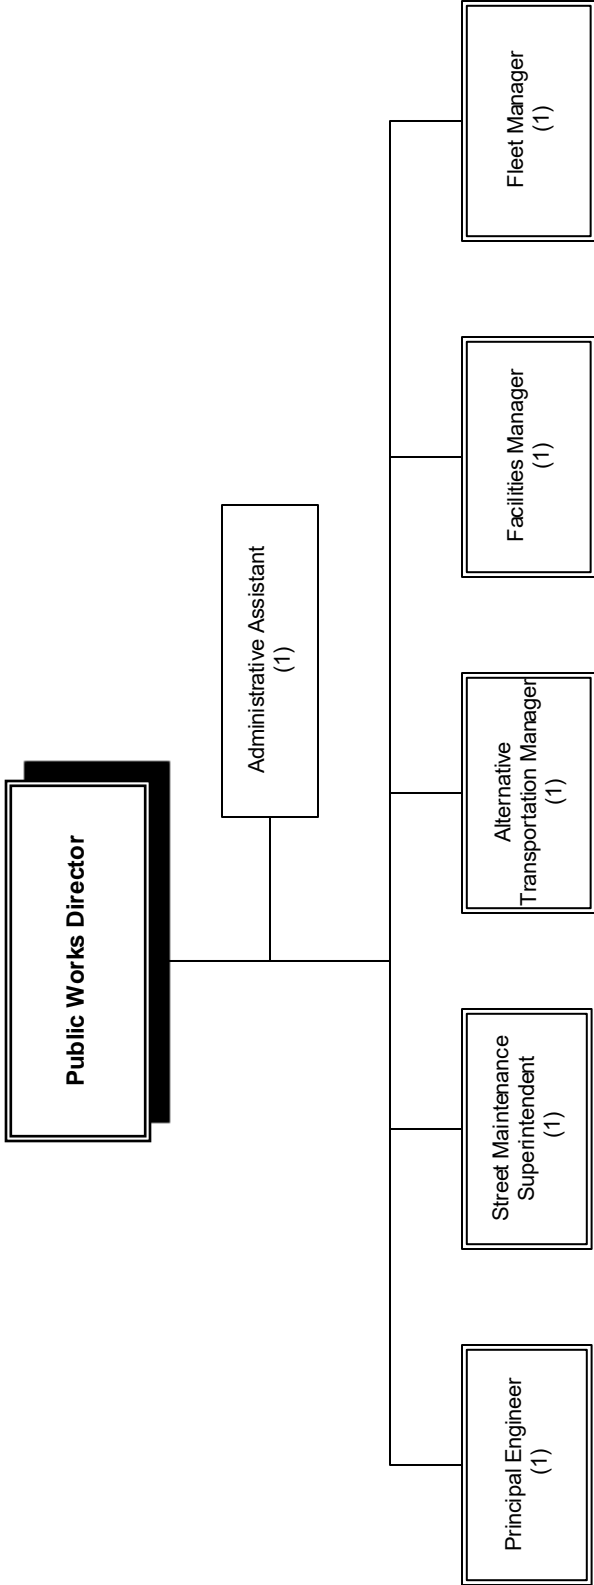 Public Works Director
Administrative Assistant
(1)
Principal Engineer
(1)
Street Maintenance
Superintendent
(1)
Alternative
Transportation Manager
(1)
Facilities Manager
(1)
Fleet Manager
(1)